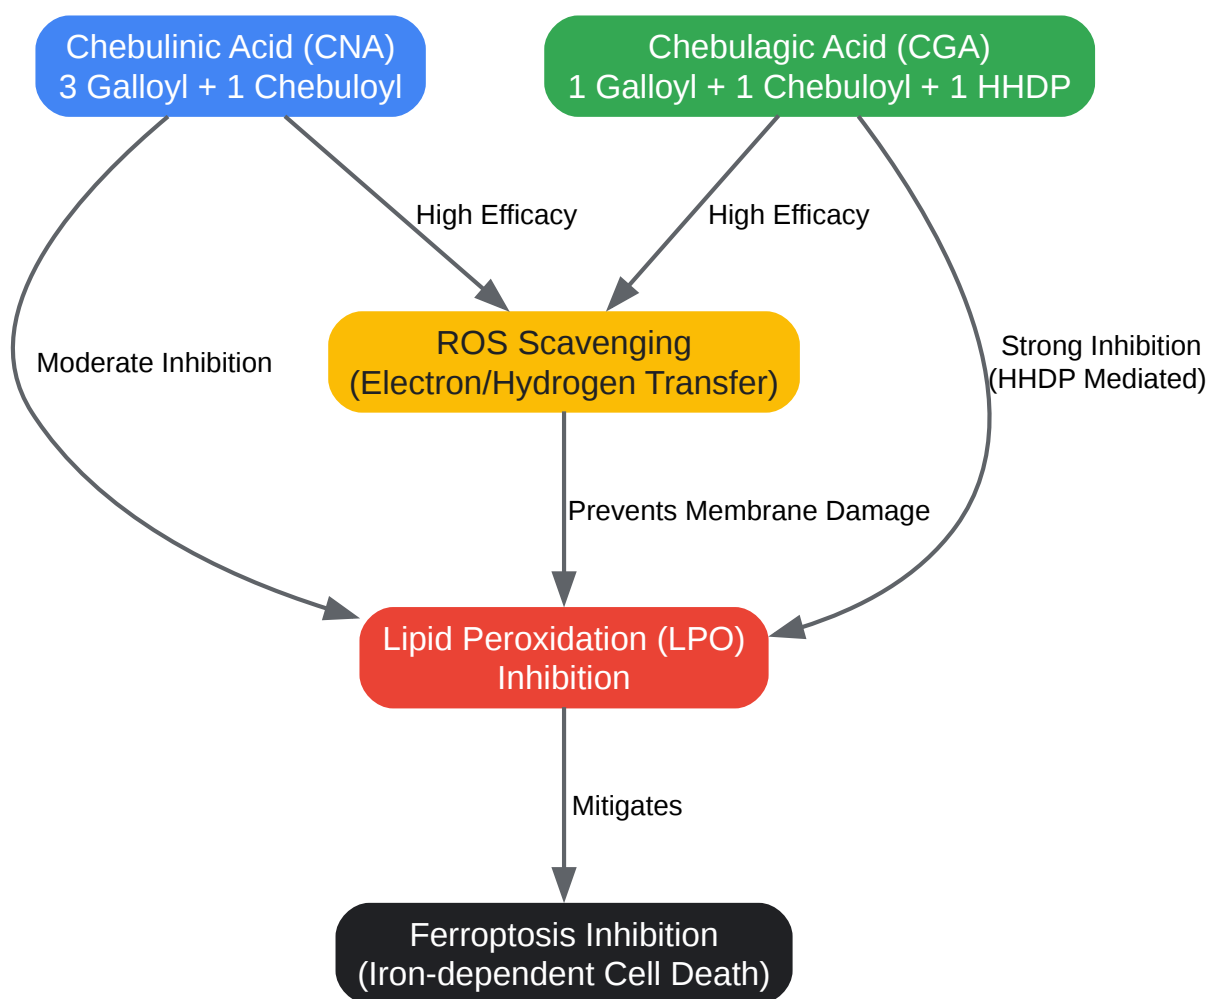 Chebulinic Acid (CNA)
3 Galloyl + 1 Chebuloyl
Chebulagic Acid (CGA)
1 Galloyl + 1 Chebuloyl + 1 HHDP
High Efficacy
High Efficacy
Moderate Inhibition
ROS Scavenging
(Electron/Hydrogen Transfer)
Strong Inhibition
(HHDP Mediated)
Prevents Membrane Damage
Lipid Peroxidation (LPO)
Inhibition
Mitigates
Ferroptosis Inhibition
(Iron-dependent Cell Death)